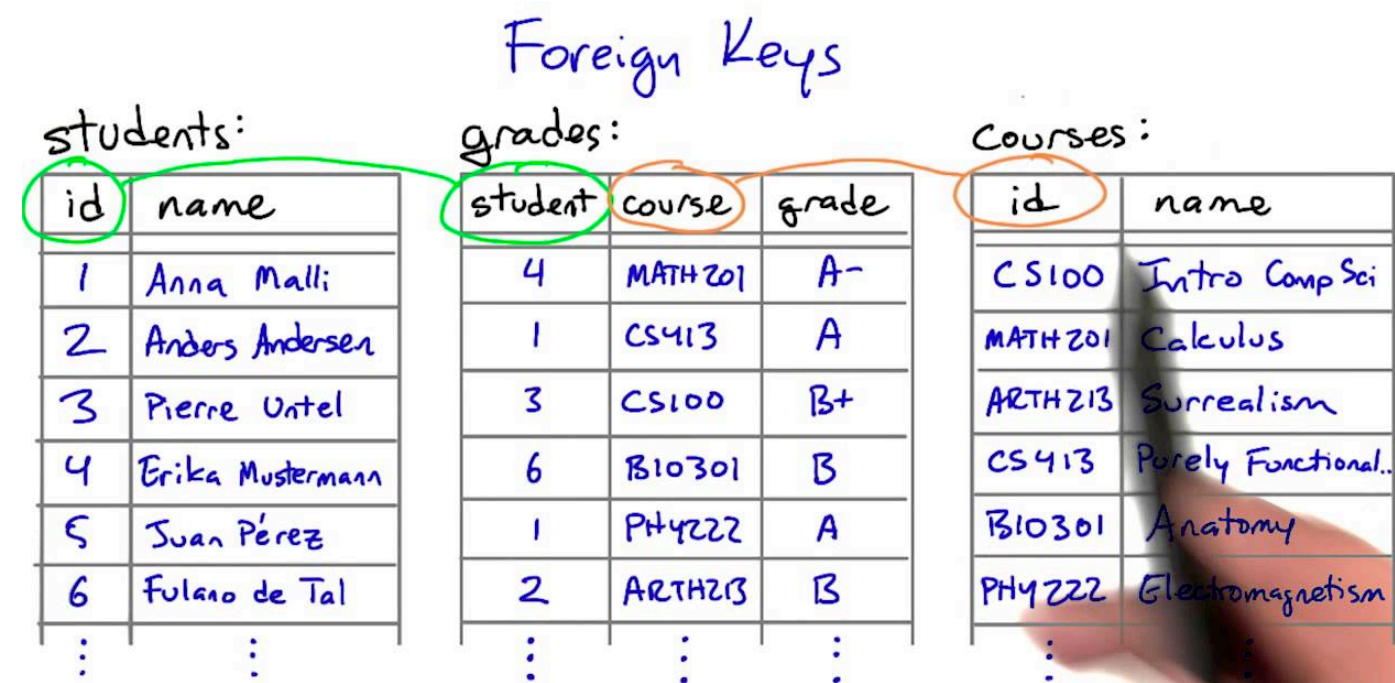 Foreign Keys
students:
id name
1 Anna Malli
2 Anders Andersen
3 Pierre Untel
4 Erika Mustermann
5 Juan Pérez
6 Fulano de Tal
grades:
student course grade
4 MATH201 A-
1 CS413 A
3 CS100 B+
6 BIO301 B
1 PHY222 A
2 ARTH213 B
courses:
id name
CS100 Intro Comp Sci
MATH201 Calculus
ARTH213 Surrealism
CS413 Purely Functional..
BIO301 Anatomy
PHY222 Electromagnetism